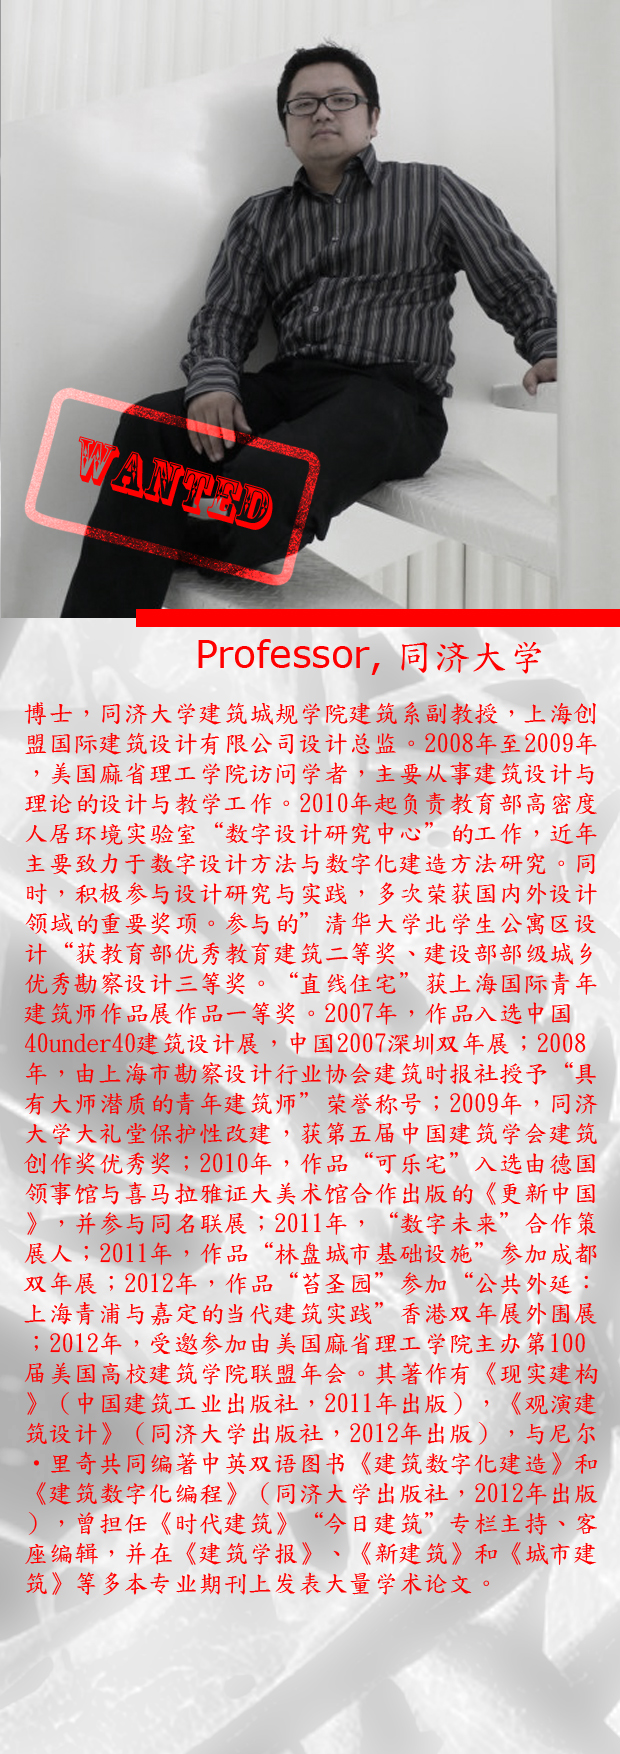 WANTED
Professor, 同济大学
博士，同济大学建筑城规学院建筑系副教授，上海创
盟国际建筑设计有限公司设计总监。2008年至2009年
，美国麻省理工学院访问学者，主要从事建筑设计与
理论的设计与教学工作。2010年起负责教育部高密度
人居环境实验室“数字设计研究中心”的工作，近年
主要致力于数字设计方法与数字化建造方法研究。同
时，积极参与设计研究与实践，多次荣获国内外设计
领域的重要奖项。参与的”清华大学北学生公寓区设
计“获教育部优秀教育建筑二等奖、建设部部级城乡
优秀勘察设计三等奖。“直线住宅”获上海国际青年
建筑师作品展作品一等奖。2007年，作品入选中国
40under40建筑设计展，中国2007深圳双年展；2008
年，由上海市勘察设计行业协会建筑时报社授予“具
有大师潜质的青年建筑师”荣誉称号；2009年，同济
大学大礼堂保护性改建，获第五届中国建筑学会建筑
创作奖优秀奖；2010年，作品“可乐宅”入选由德国
领事馆与喜马拉雅证大美术馆合作出版的《更新中国
》，并参与同名联展；2011年，“数字未来”合作策
展人；2011年，作品“林盘城市基础设施”参加成都
双年展；2012年，作品“苔圣园”参加“公共外延：
上海青浦与嘉定的当代建筑实践”香港双年展外围展
；2012年，受邀参加由美国麻省理工学院主办第100
届美国高校建筑学院联盟年会。其著作有《现实建构
》（中国建筑工业出版社，2011年出版），《观演建
筑设计》（同济大学出版社，2012年出版），与尼尔
·里奇共同编著中英双语图书《建筑数字化建造》和
《建筑数字化编程》（同济大学出版社，2012年出版
），曾担任《时代建筑》“今日建筑”专栏主持、客
座编辑，并在《建筑学报》、《新建筑》和《城市建
筑》等多本专业期刊上发表大量学术论文。